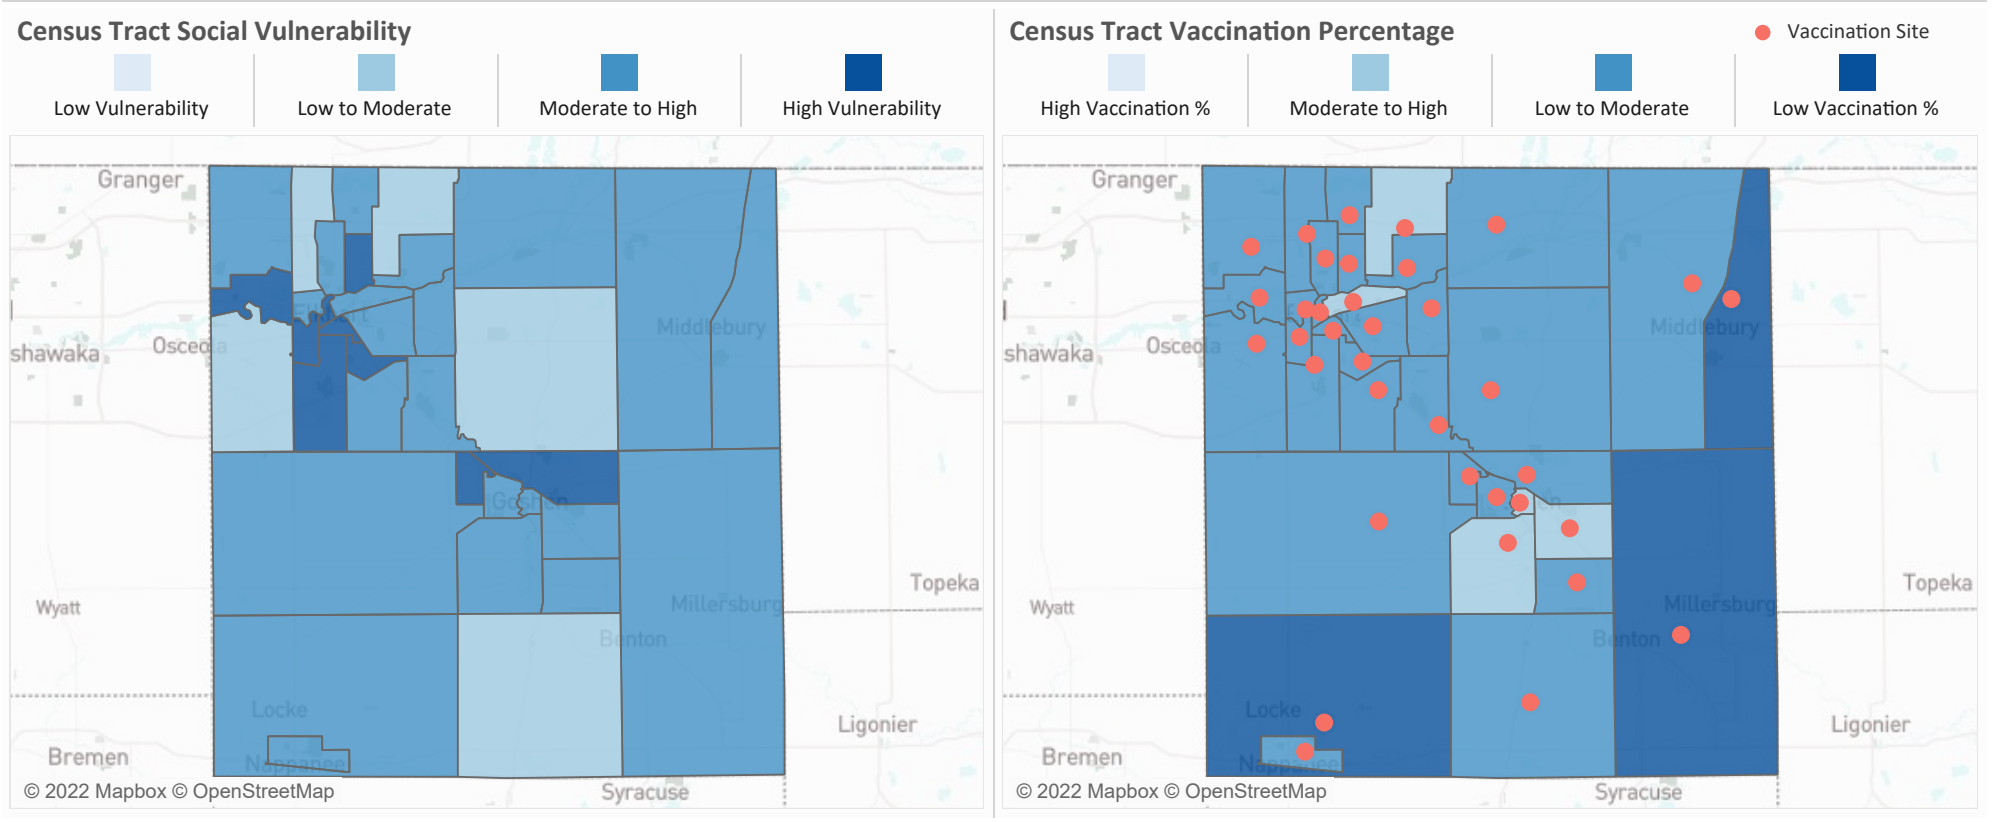 Census Tract Social Vulnerability
Low Vulnerability
Low to Moderate
Moderate to High
High Vulnerability
Granger
shawaka
Osceola
Elkhart
Middlebury
Goshen
Wyatt
Topeka
Millersburg
Benton
Locke
Ligonier
Bremen
Nappanee
Syracuse
© 2022 Mapbox © OpenStreetMap
Census Tract Vaccination Percentage
Vaccination Site
High Vaccination %
Moderate to High
Low to Moderate
Low Vaccination %
Granger
shawaka
Osceola
Middlebury
Wyatt
Topeka
Millersburg
Benton
Locke
Ligonier
Bremen
Nappanee
Syracuse
© 2022 Mapbox © OpenStreetMap